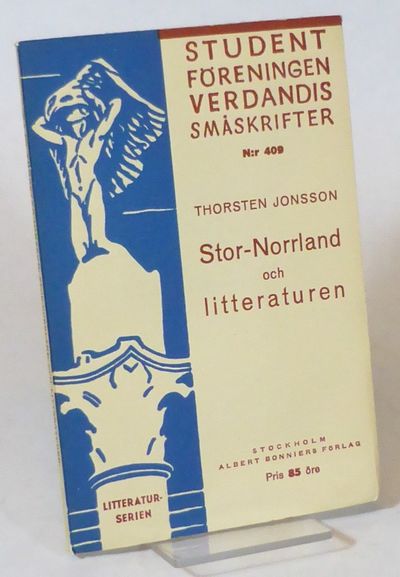 STUDENT
FÖRENINGEN
VERDANDIS
SMÅSKRIFTER
N:r 409
THORSTEN JONSSON
Stor-Norrland
och
litteraturen
STOCKHOLM
ALBERT BONNIERS FÖRLAG
Pris 85 öre
LITTERATUR-
SERIEN